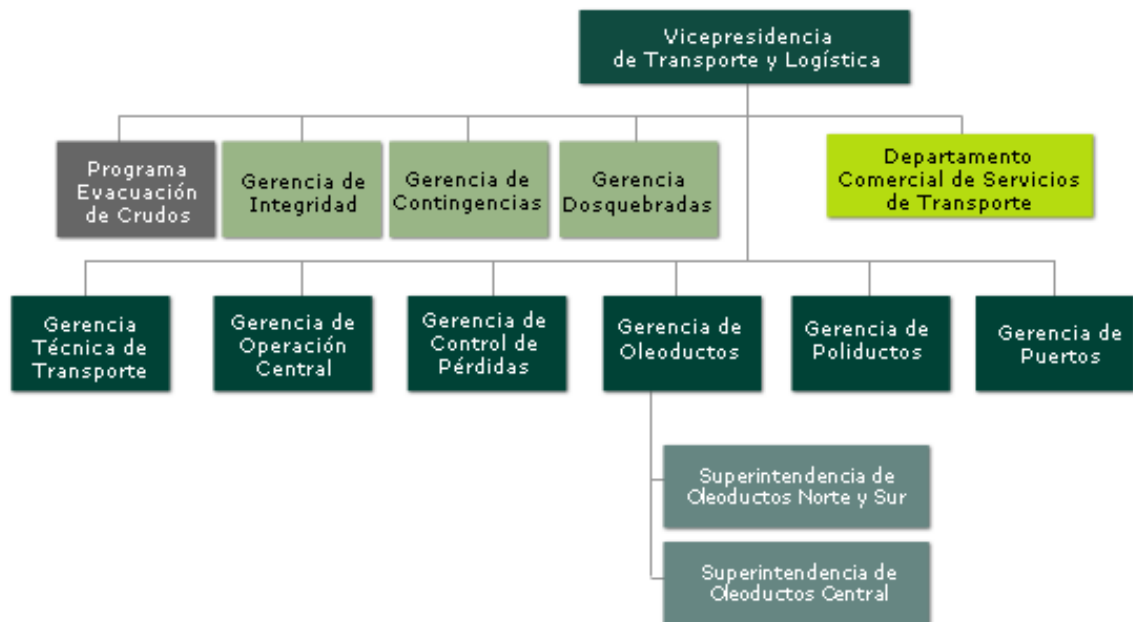 Vicepresidencia
de Transporte y Logística
Programa
Evacuación
de Crudos
Gerencia de
Integridad
Gerencia de
Contingencias
Gerencia
Dosquebradas
Departamento
Comercial de Servicios
de Transporte
Gerencia
Técnica de
Transporte
Gerencia de
Operación
Central
Gerencia de
Control de
Pérdidas
Gerencia de
Oleoductos
Gerencia de
Poliductos
Gerencia de
Puertos
Superintendencia de
Oleoductos Norte y Sur
Superintendencia de
Oleoductos Central